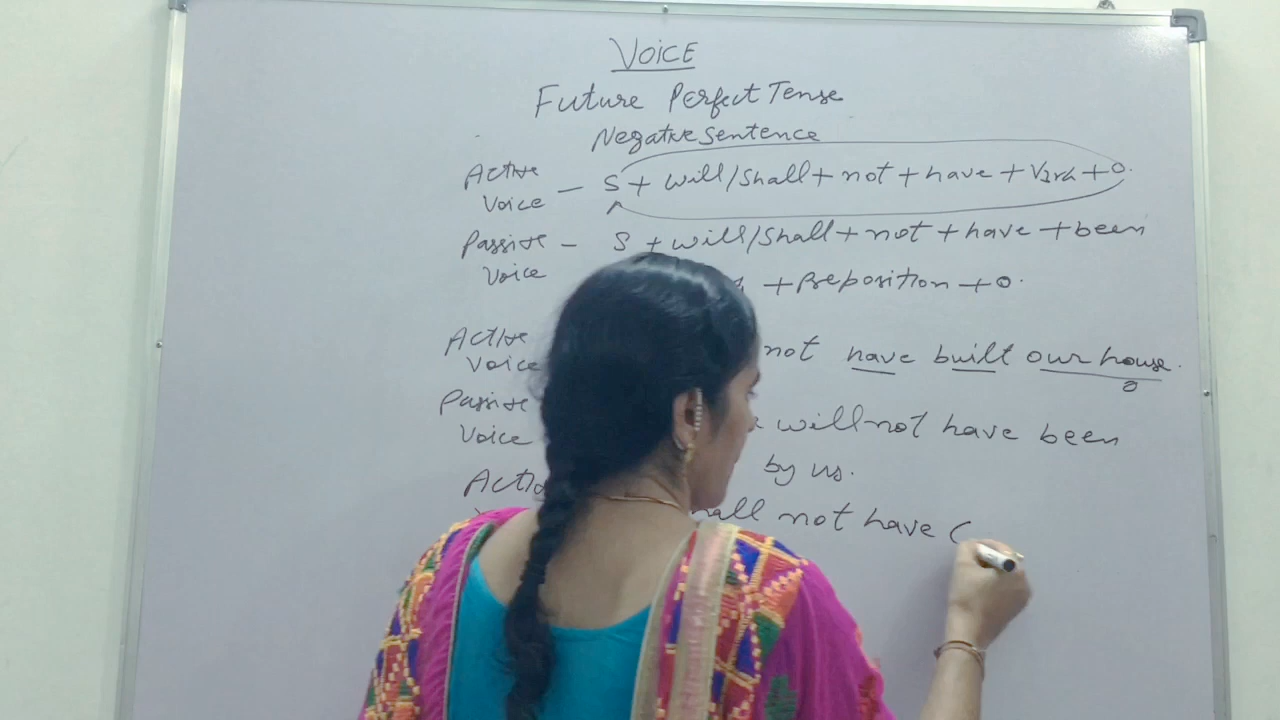 VOICE
Future Perfect Tense
Negative sentence
Active Voice – S + will/shall + not + have + V3rd + O.
Passive Voice – S + will/shall + not + have + been
+ Preposition + O.
Active Voice not have built our house.
O
Passive Voice will not have been
by us.
not have